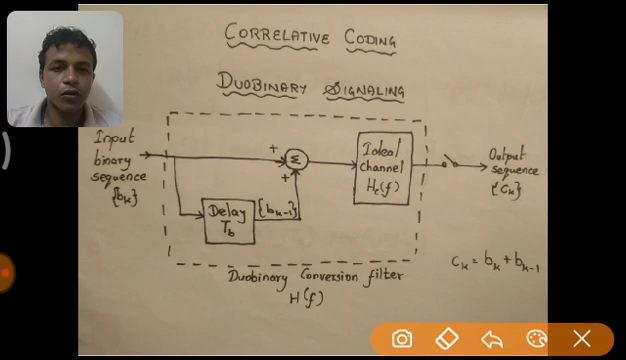 CORRELATIVE CODING
DUOBINARY SIGNALING
Input
binary
sequence
{bk}
+
Σ
+
Delay
Tb
{bk-1}
Ideal
channel
Hc(f)
Output
sequence
{Ck}
Ck = bk + bk-1
Duobinary Conversion filter
H(f)